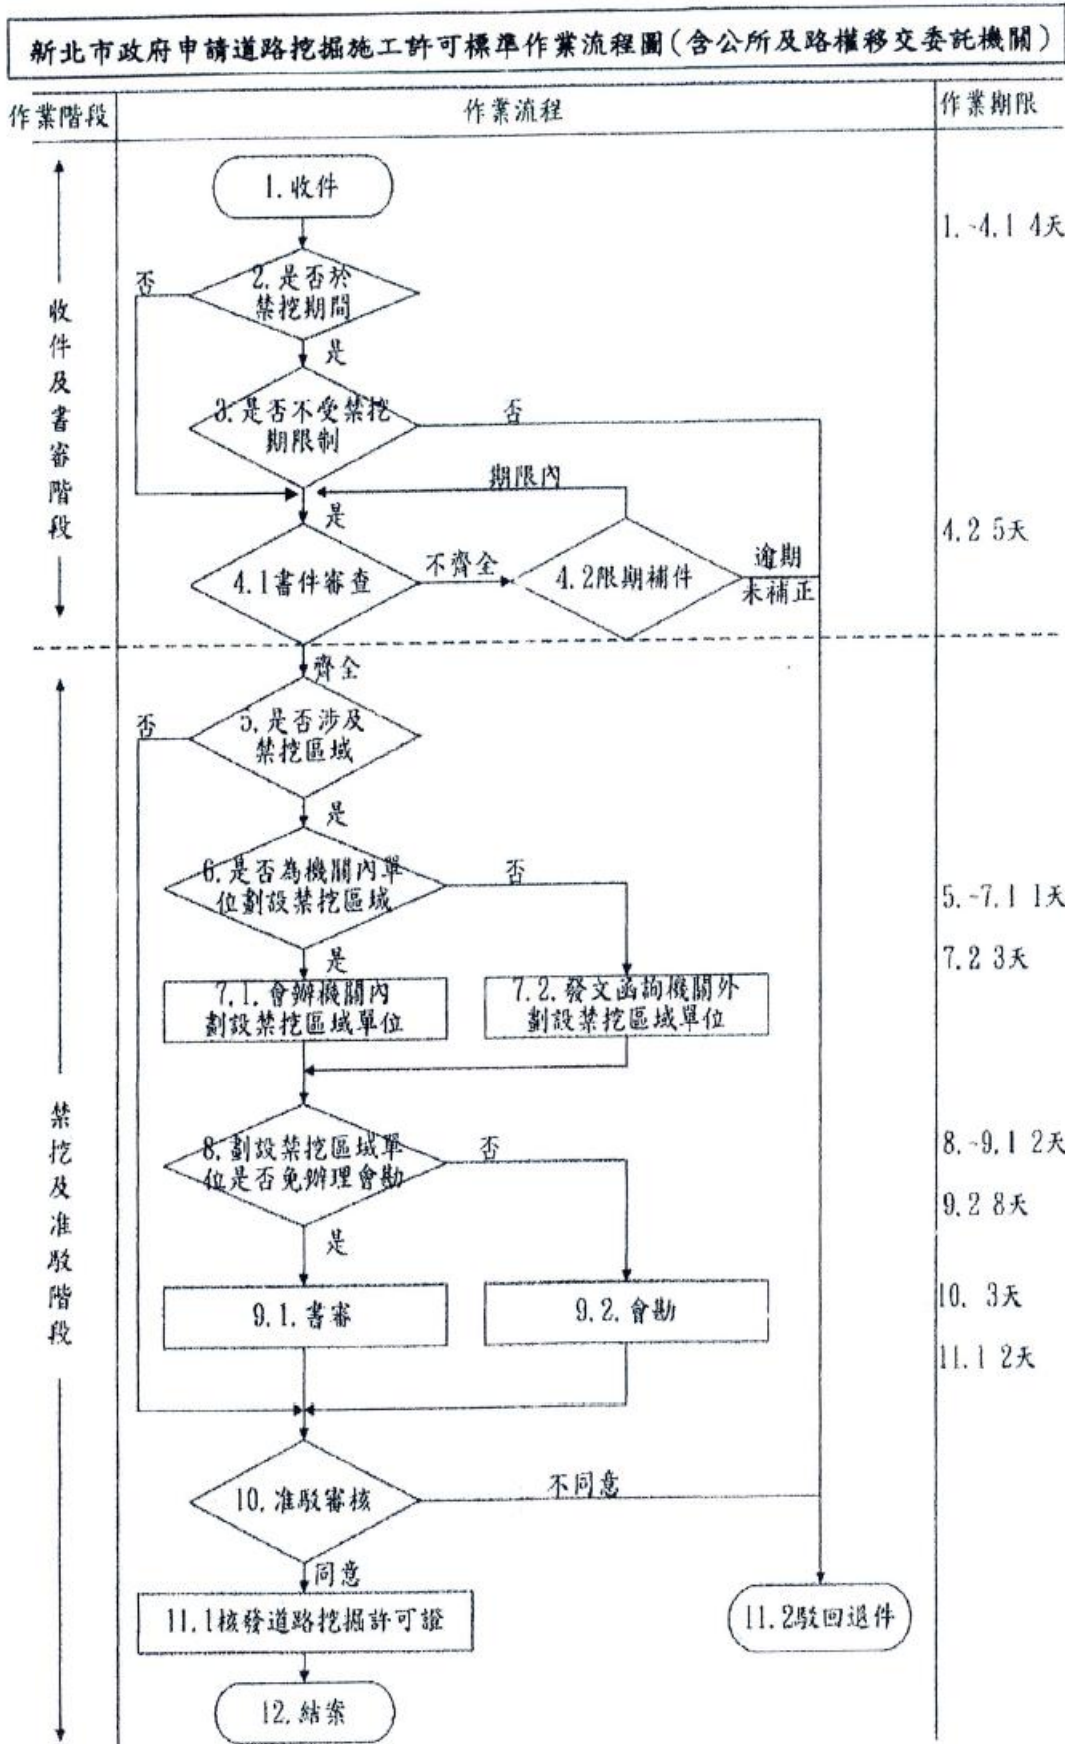 新北市政府申請道路挖掘施工許可標準作業流程圖(含公所及路權移交委託機關)
作業階段
作業流程
作業期限
1.收件
1.~4.1 4天
否
2.是否於
禁挖期間
是
收件及書審階段
3.是否不受禁挖
期限制
否
期限內
是
4.1書件審查
不齊全
4.2限期補件
逾期
未補正
4.2 5天
齊全
否
5.是否涉及
禁挖區域
是
6.是否為機關內單
位劃設禁挖區域
否
5.~7.1 1天
是
7.2 3天
7.1.會辦機關內
劃設禁挖區域單位
7.2.發文函詢機關外
劃設禁挖區域單位
禁挖及准駁階段
8.劃設禁挖區域單
位是否免辦理會勘
否
8.~9.1 2天
9.2 8天
是
9.1.書審
9.2.會勘
10. 3天
11.1 2天
10.准駁審核
不同意
同意
11.1核發道路挖掘許可證
11.2駁回退件
12.結案